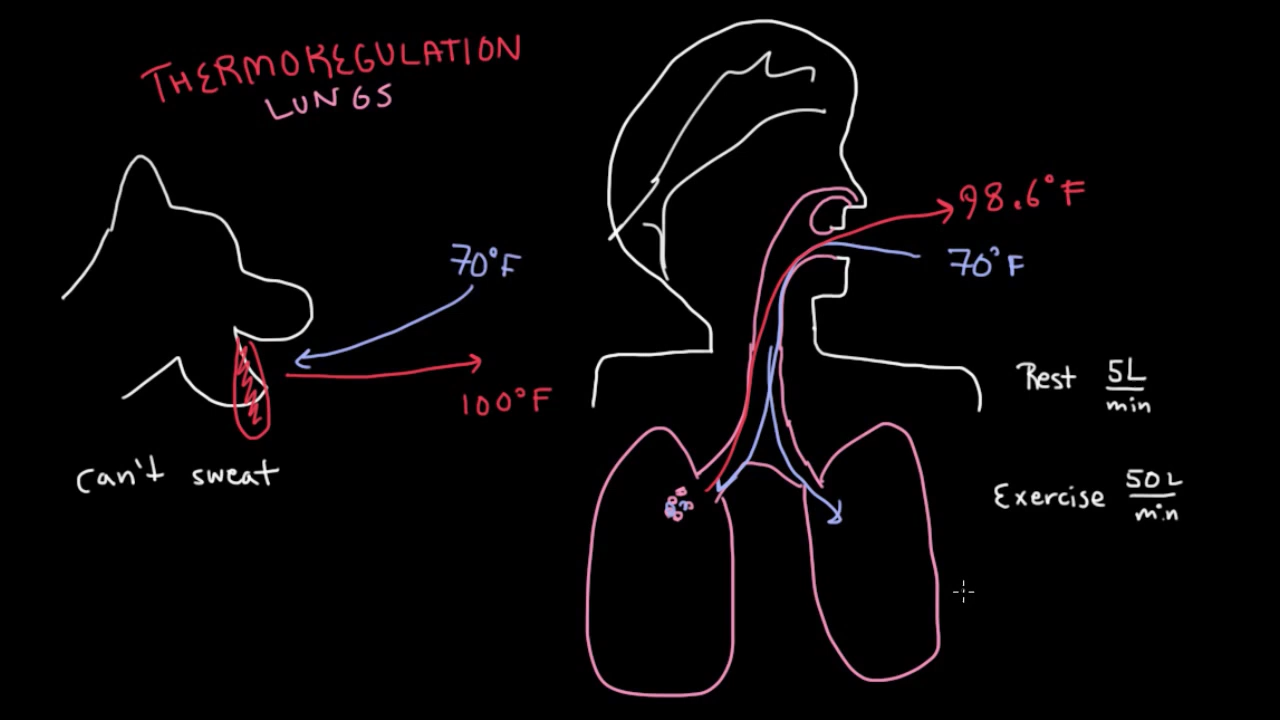 THERMOREGULATION
LUNGS
98.6°F
70°F
70°F
100°F
Rest 5L/min
can't sweat
Exercise 50L/min